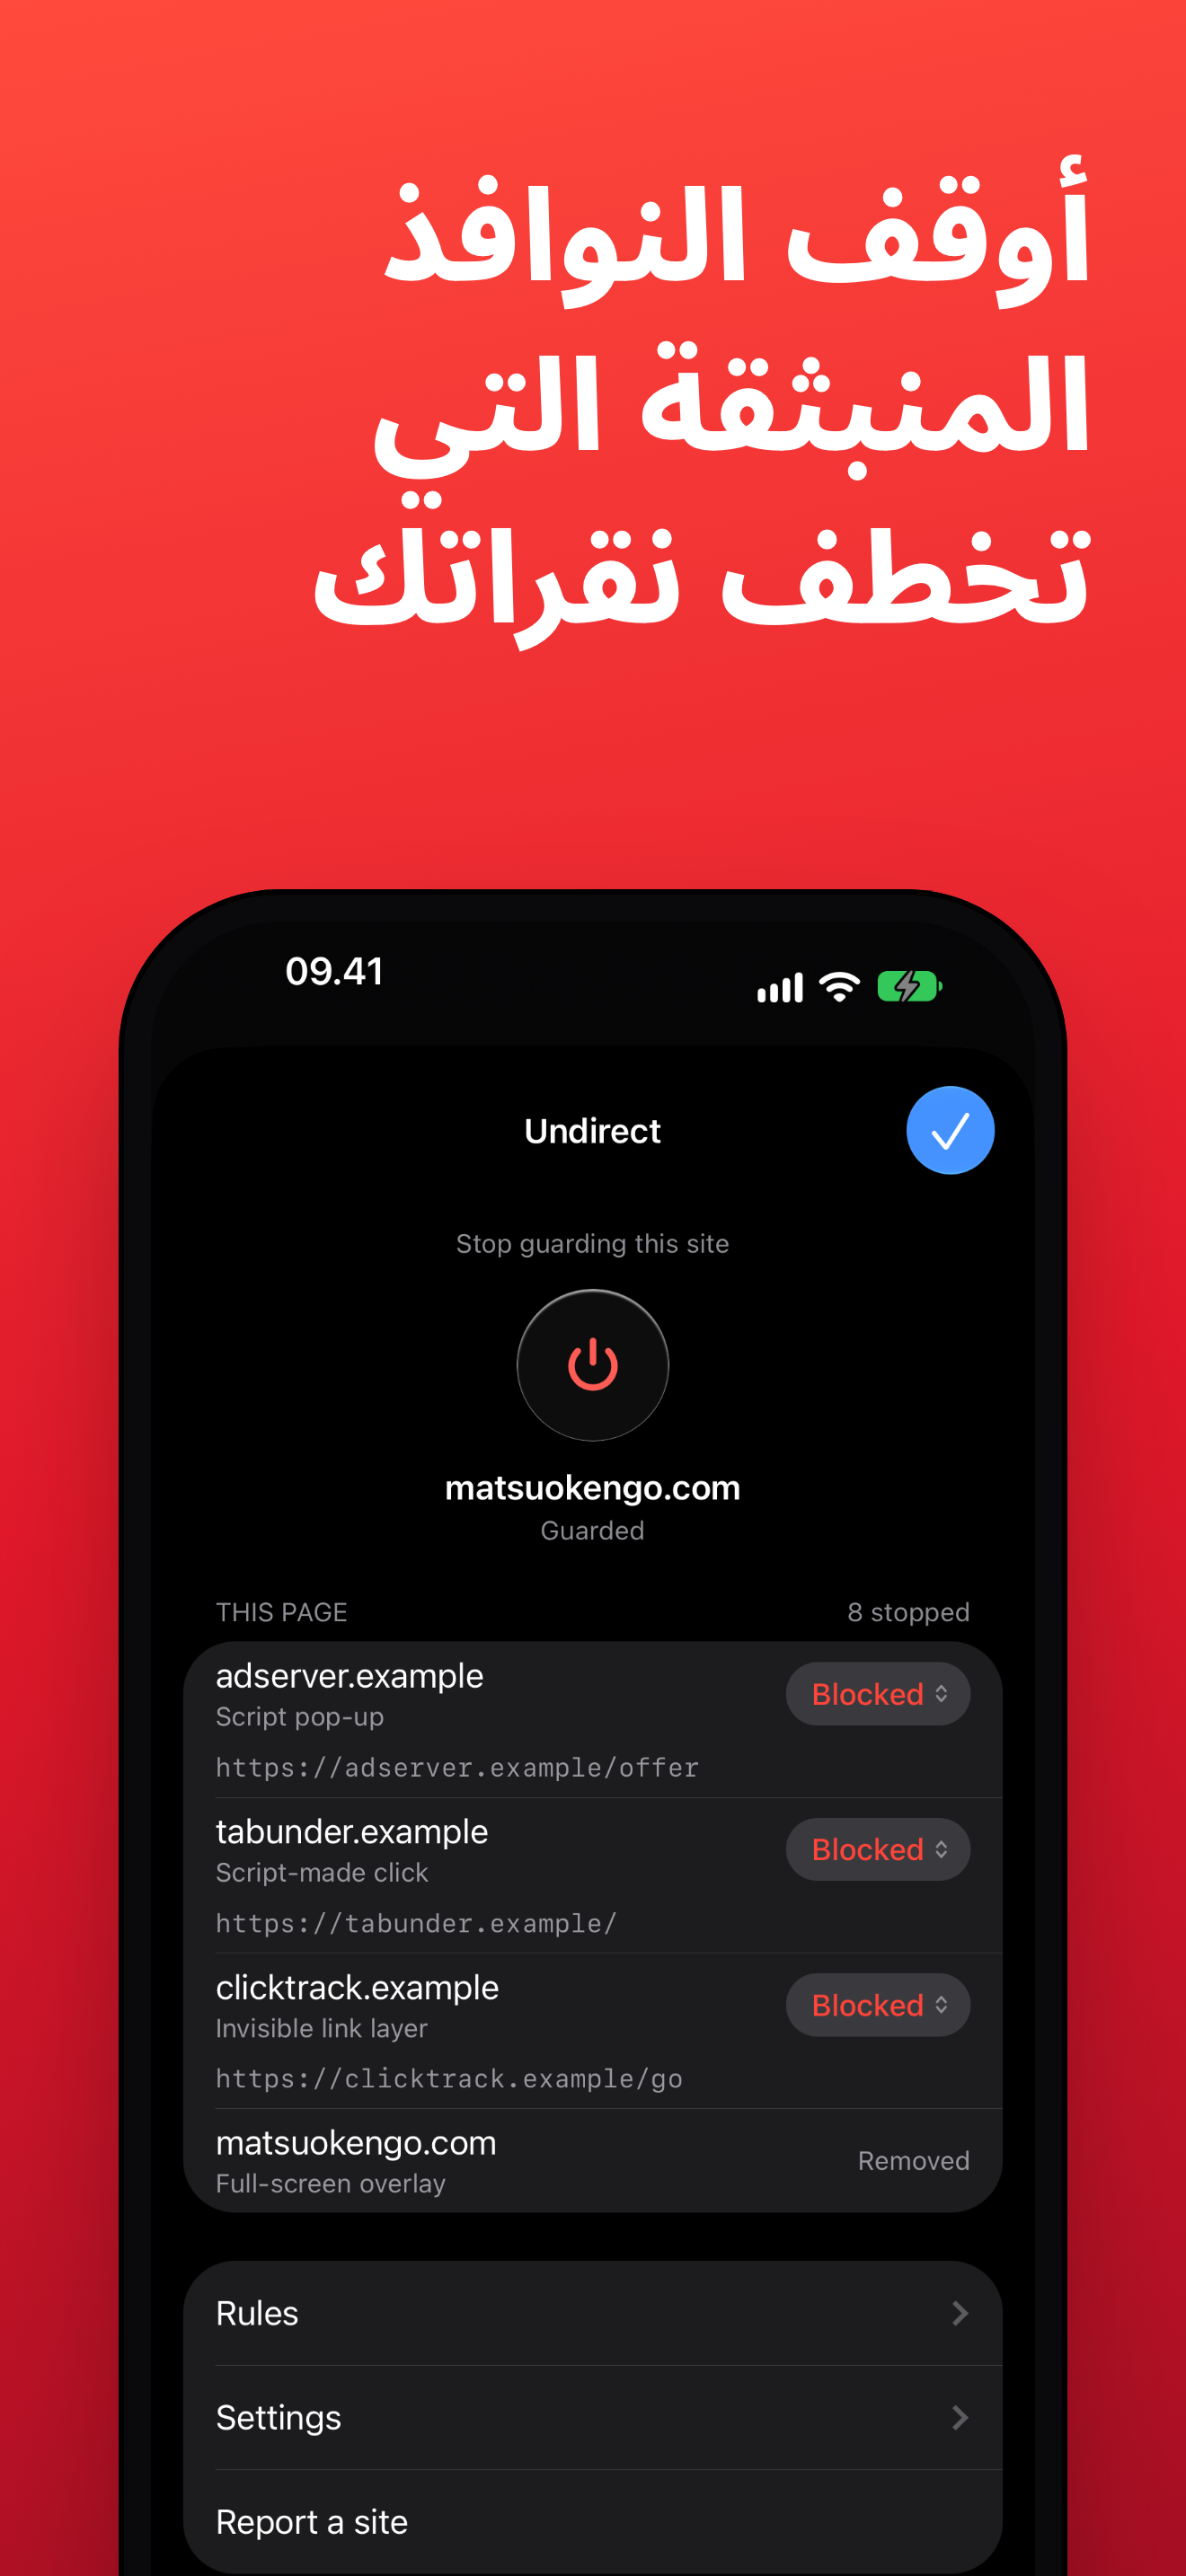 أوقف النوافذ
المنبثقة التي
تخطف نقراتك
09.41
Undirect
Stop guarding this site
matsuokengo.com
Guarded
THIS PAGE 8 stopped
adserver.example Blocked
Script pop-up
https://adserver.example/offer
tabunder.example Blocked
Script-made click
https://tabunder.example/
clicktrack.example Blocked
Invisible link layer
https://clicktrack.example/go
matsuokengo.com Removed
Full-screen overlay
Rules
Settings
Report a site